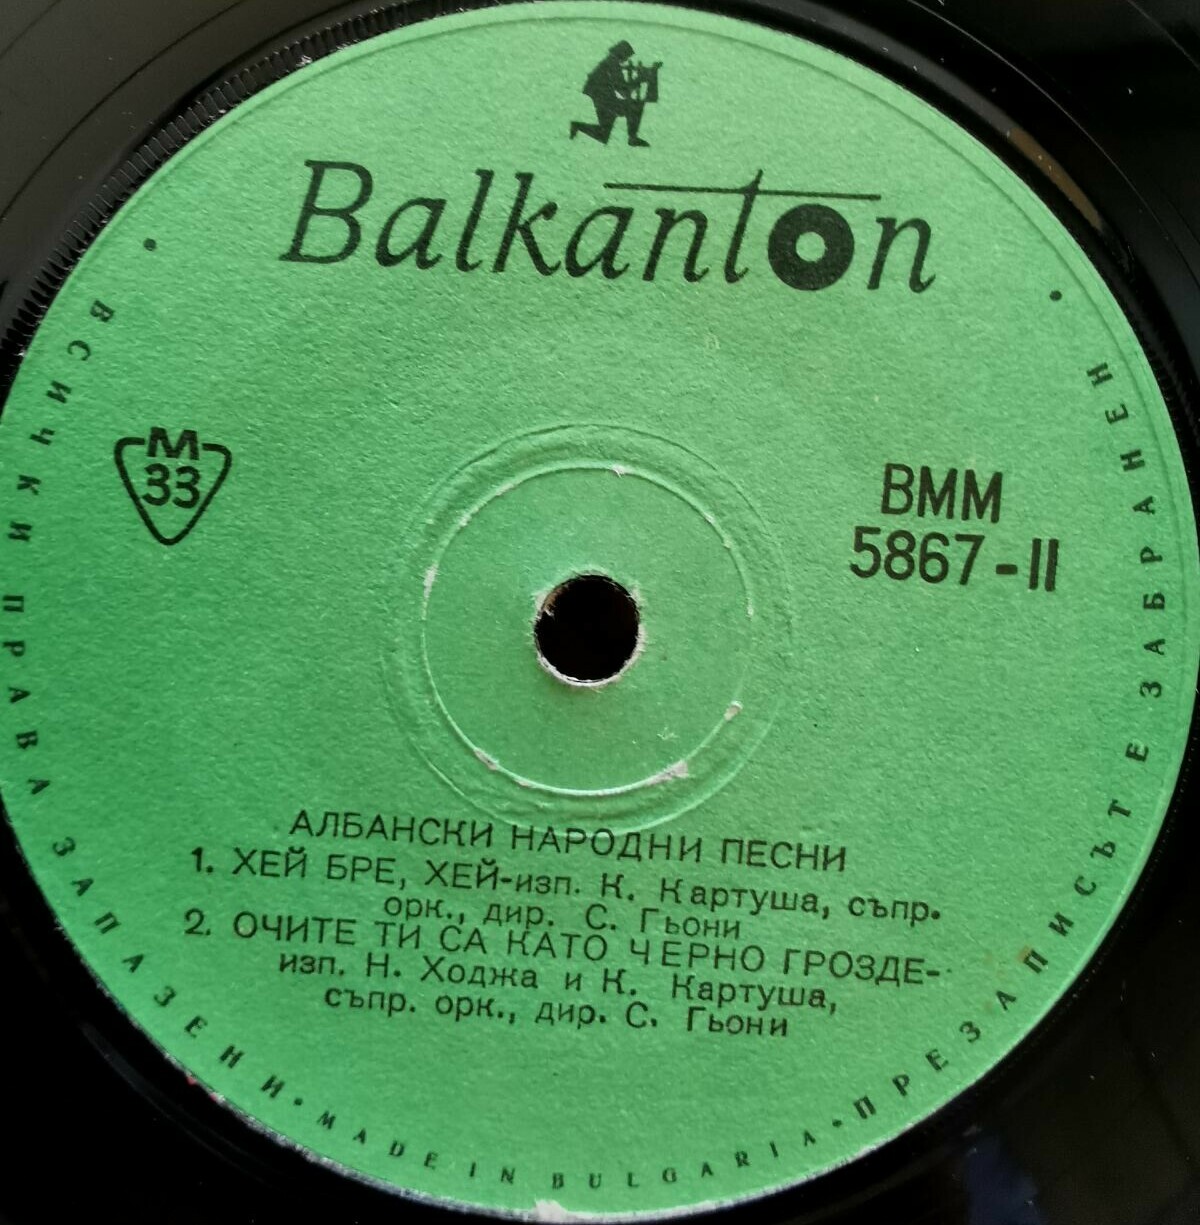 Balkanton
М
33
ВММ
5867-II
АЛБАНСКИ НАРОДНИ ПЕСНИ
1. ХЕЙ БРЕ, ХЕЙ-изп. К. Картуша, съпр.
орк., дир. С. Гьони
2. ОЧИТЕ ТИ СА КАТО ЧЕРНО ГРОЗДЕ-
изп. Н. Ходжа и К. Картуша,
съпр. орк., дир. С. Гьони
ВСИЧКИ ПРАВА ЗАПАЗЕНИ • MADE IN BULGARIA • ПРЕЗАПИСЪТ Е ЗАБРАНЕН